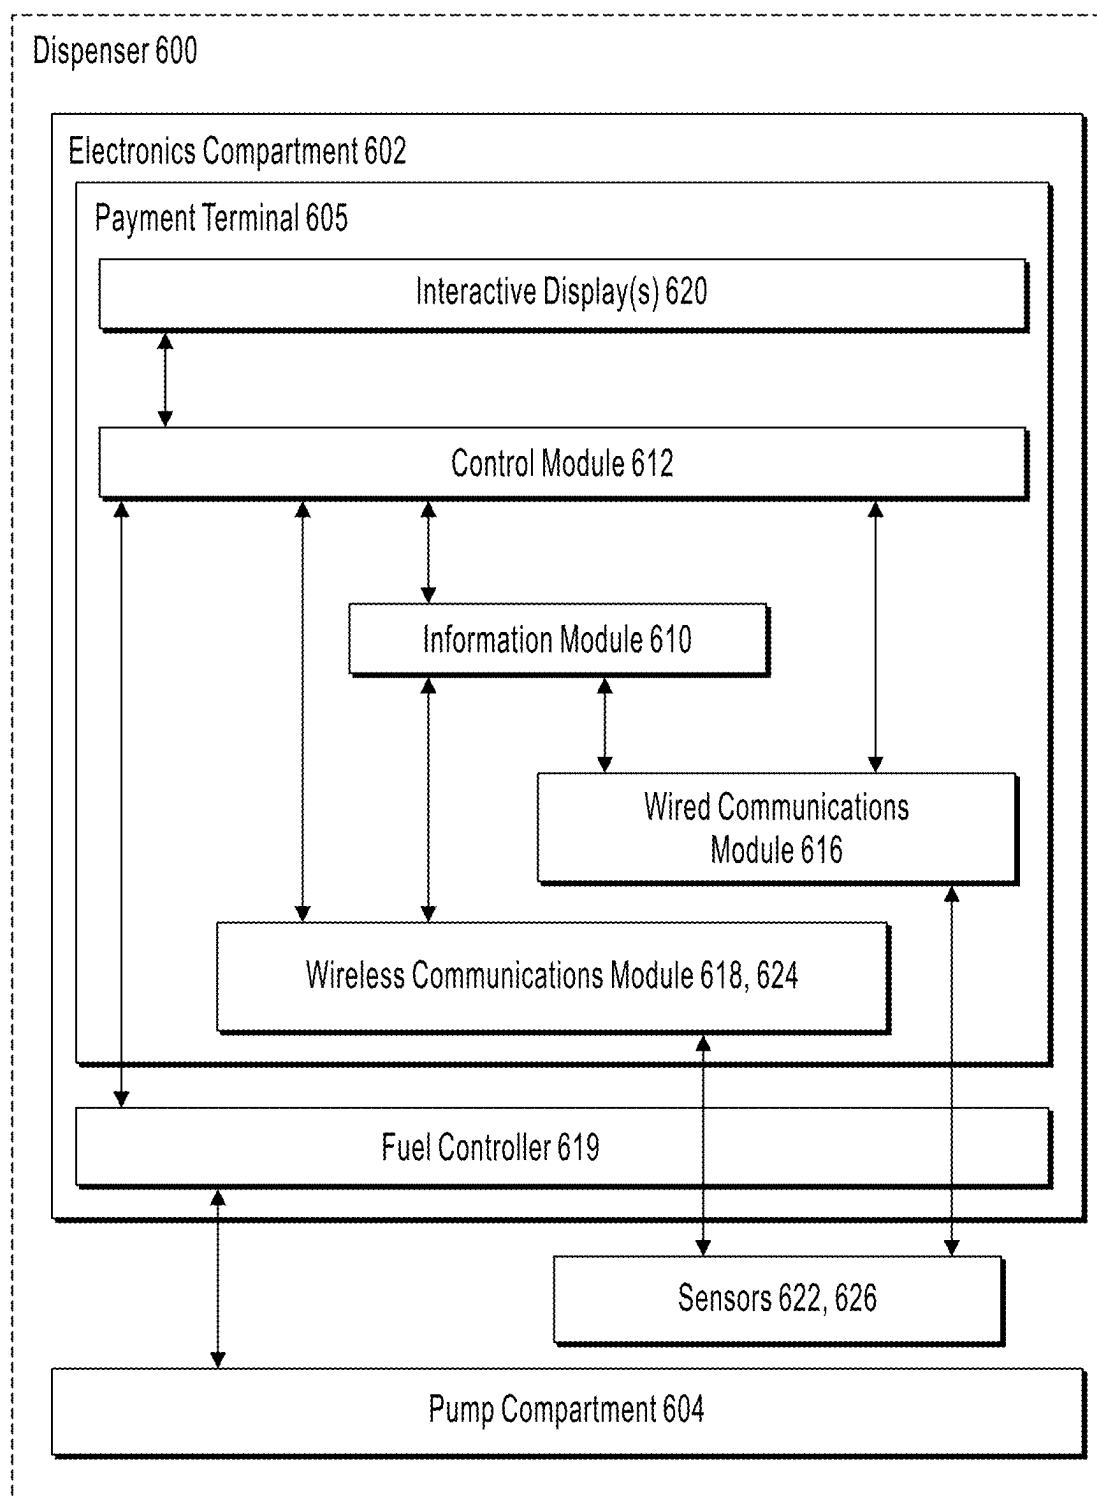 Dispenser 600
Electronics Compartment 602
Payment Terminal 605
Interactive Display(s) 620
Control Module 612
Information Module 610
Wired Communications
Module 616
Wireless Communications Module 618, 624
Fuel Controller 619
Sensors 622, 626
Pump Compartment 604